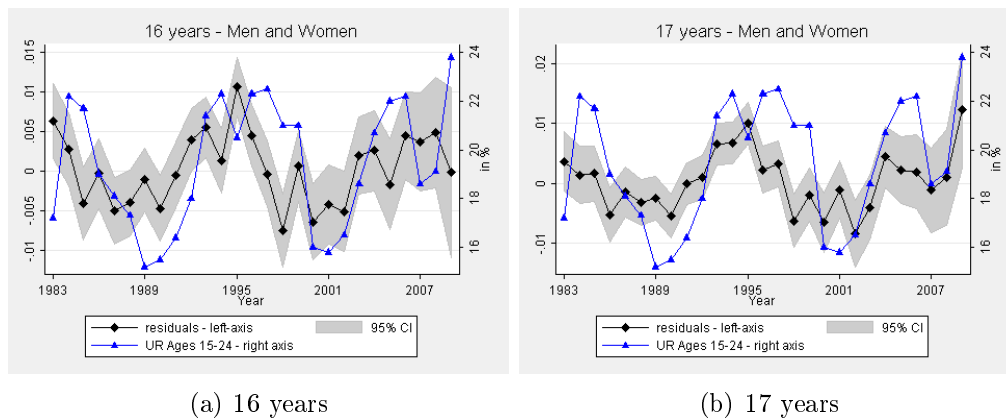 16 years - Men and Women
.015
.01
.005
0
-.005
-.01
24
22
20
18
16
in %
1983
1989
1995
2001
2007
Year
residuals - left-axis
95% CI
UR Ages 15-24 - right axis
(a) 16 years
17 years - Men and Women
.02
.01
0
-.01
24
22
20
18
16
in %
1983
1989
1995
2001
2007
Year
residuals - left-axis
95% CI
UR Ages 15-24 - right axis
(b) 17 years